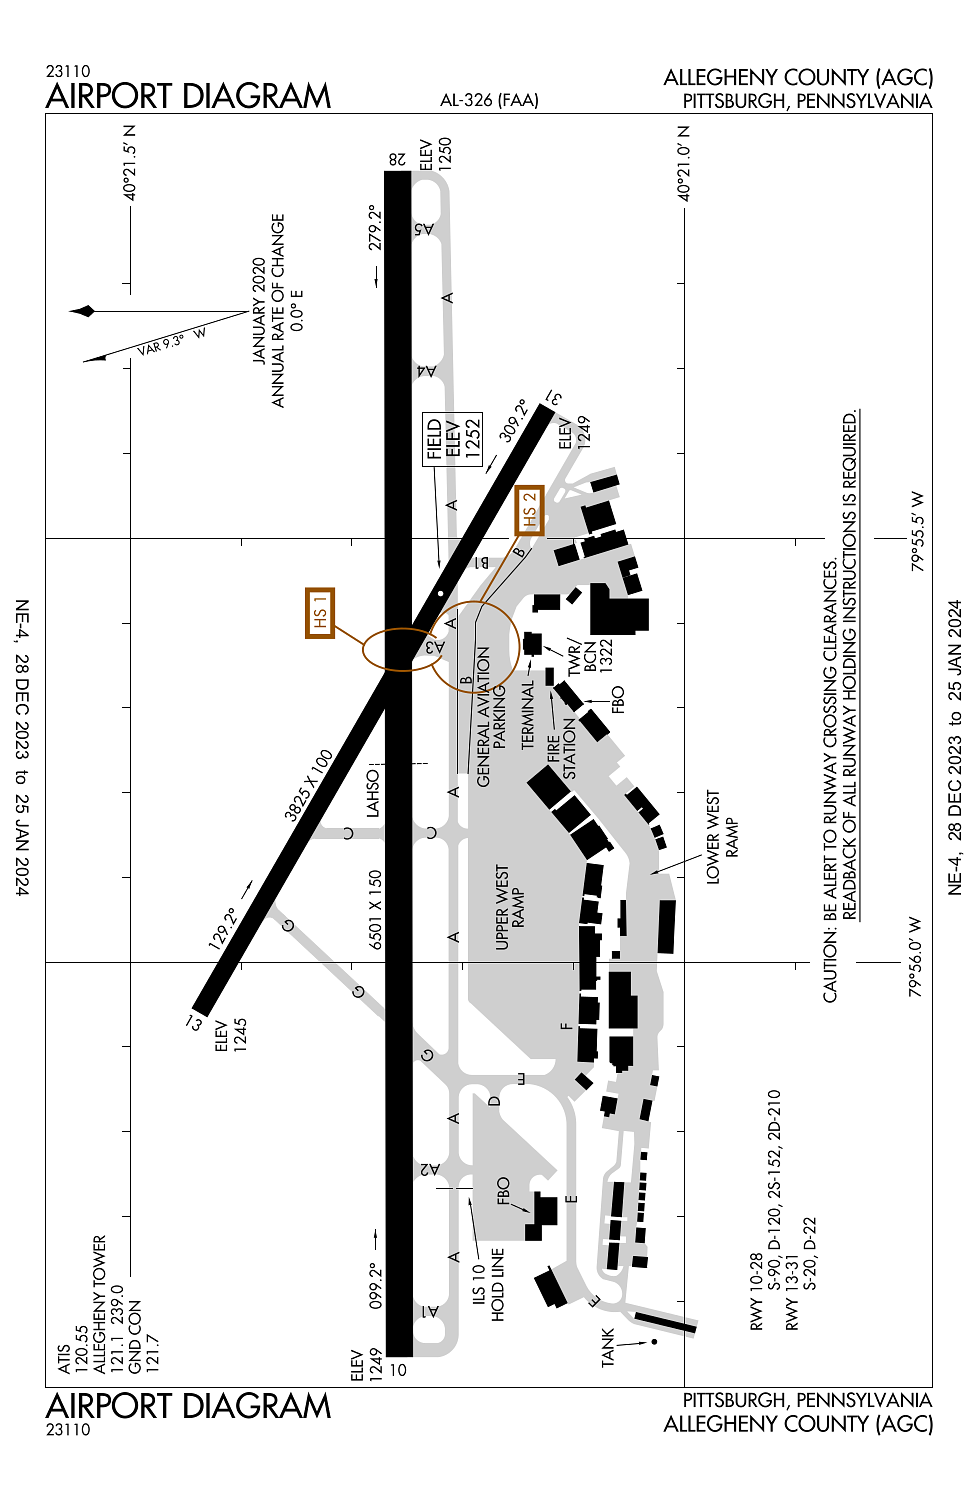 23110
AIRPORT DIAGRAM
AL-326 (FAA)
ALLEGHENY COUNTY (AGC)
PITTSBURGH, PENNSYLVANIA
40°21.5' N
40°21.0' N
28
ELEV
1250
279.2°
A5
A
A4
JANUARY 2020
ANNUAL RATE OF CHANGE
0.0° E
VAR 9.3° W
31
ELEV
1249
309.2°
FIELD
ELEV
1252
A
HS 2
B
B1
79°55.5' W
HS 1
A3
A
B
GENERAL AVIATION
PARKING
TERMINAL
TWR/
BCN
1322
FIRE
STATION
FBO
LAHSO
3825 X 100
A
C
C
LOWER WEST
RAMP
UPPER WEST
RAMP
6501 X 150
129.2°
G
A
G
79°56.0' W
13
ELEV
1245
G
F
E
D
A
A2
FBO
E
ILS 10
HOLD LINE
A
099.2°
A1
E
TANK
ELEV
1249
10
CAUTION: BE ALERT TO RUNWAY CROSSING CLEARANCES.
READBACK OF ALL RUNWAY HOLDING INSTRUCTIONS IS REQUIRED.
RWY 10-28
S-90, D-120, 2S-152, 2D-210
RWY 13-31
S-20, D-22
ATIS
120.55
ALLEGHENY TOWER
121.1 239.0
GND CON
121.7
NE-4, 28 DEC 2023 to 25 JAN 2024
NE-4, 28 DEC 2023 to 25 JAN 2024
AIRPORT DIAGRAM
23110
PITTSBURGH, PENNSYLVANIA
ALLEGHENY COUNTY (AGC)